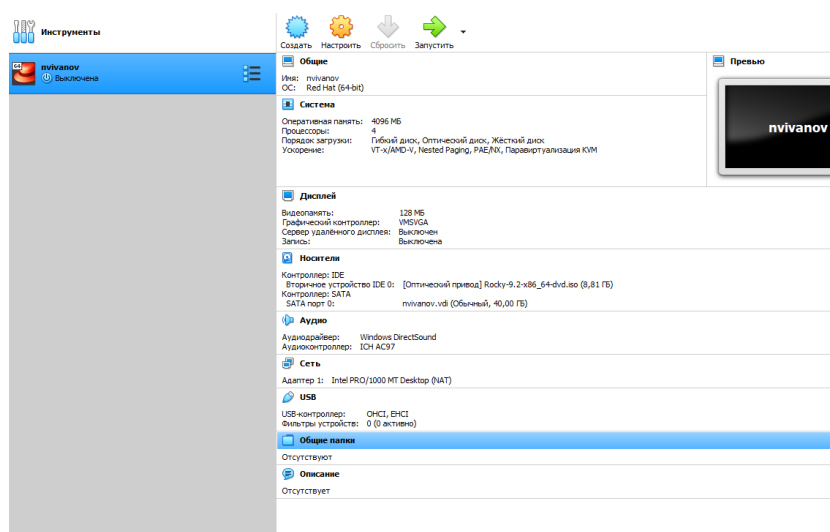 Инструменты
Создать Настроить Сбросить Запустить
64
nvivanov
Выключена
Общие
Имя: nvivanov
ОС: Red Hat (64-bit)
Превью
nvivanov
Система
Оперативная память: 4096 МБ
Процессоры: 4
Порядок загрузки: Гибкий диск, Оптический диск, Жёсткий диск
Ускорение: VT-x/AMD-V, Nested Paging, PAE/NX, Паравиртуализация KVM
Дисплей
Видеопамять: 128 МБ
Графический контроллер: VMSVGA
Сервер удалённого дисплея: Выключен
Запись: Выключена
Носители
Контроллер: IDE
Вторичное устройство IDE 0: [Оптический привод] Rocky-9.2-x86_64-dvd.iso (8,81 ГБ)
Контроллер: SATA
SATA порт 0: nvivanov.vdi (Обычный, 40,00 ГБ)
Аудио
Аудиодрайвер: Windows DirectSound
Аудиоконтроллер: ICH AC97
Сеть
Адаптер 1: Intel PRO/1000 MT Desktop (NAT)
USB
USB-контроллер: OHCI, EHCI
Фильтры устройств: 0 (0 активно)
Общие папки
Отсутствуют
Описание
Отсутствует